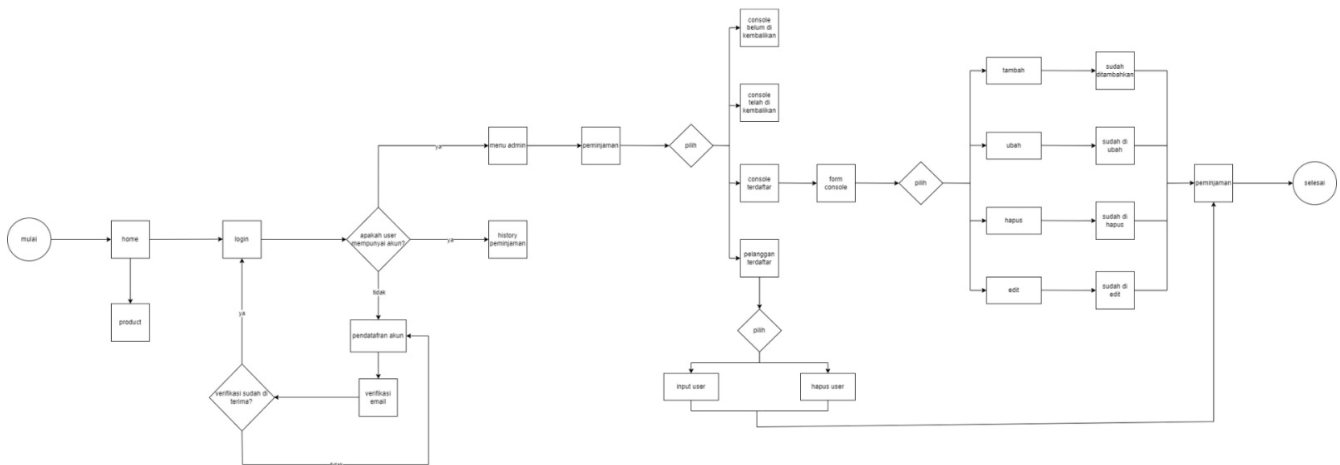 console
belum di
kembalikan
console
telah di
kembalikan
tambah
sudah
ditambahkan
ya
menu admin
peminjaman
pilih
ubah
sudah di
ubah
console
terdaftar
form
console
pilih
peminjaman
selesai
mulai
home
login
apakah user
mempunyai akun?
ya
history
peminjaman
hapus
sudah di
hapus
pelanggan
terdaftar
edit
sudah di
edit
tidak
product
ya
pendatafran akun
pilih
verifikasi sudah di
terima?
verifikasi
email
input user
hapus user